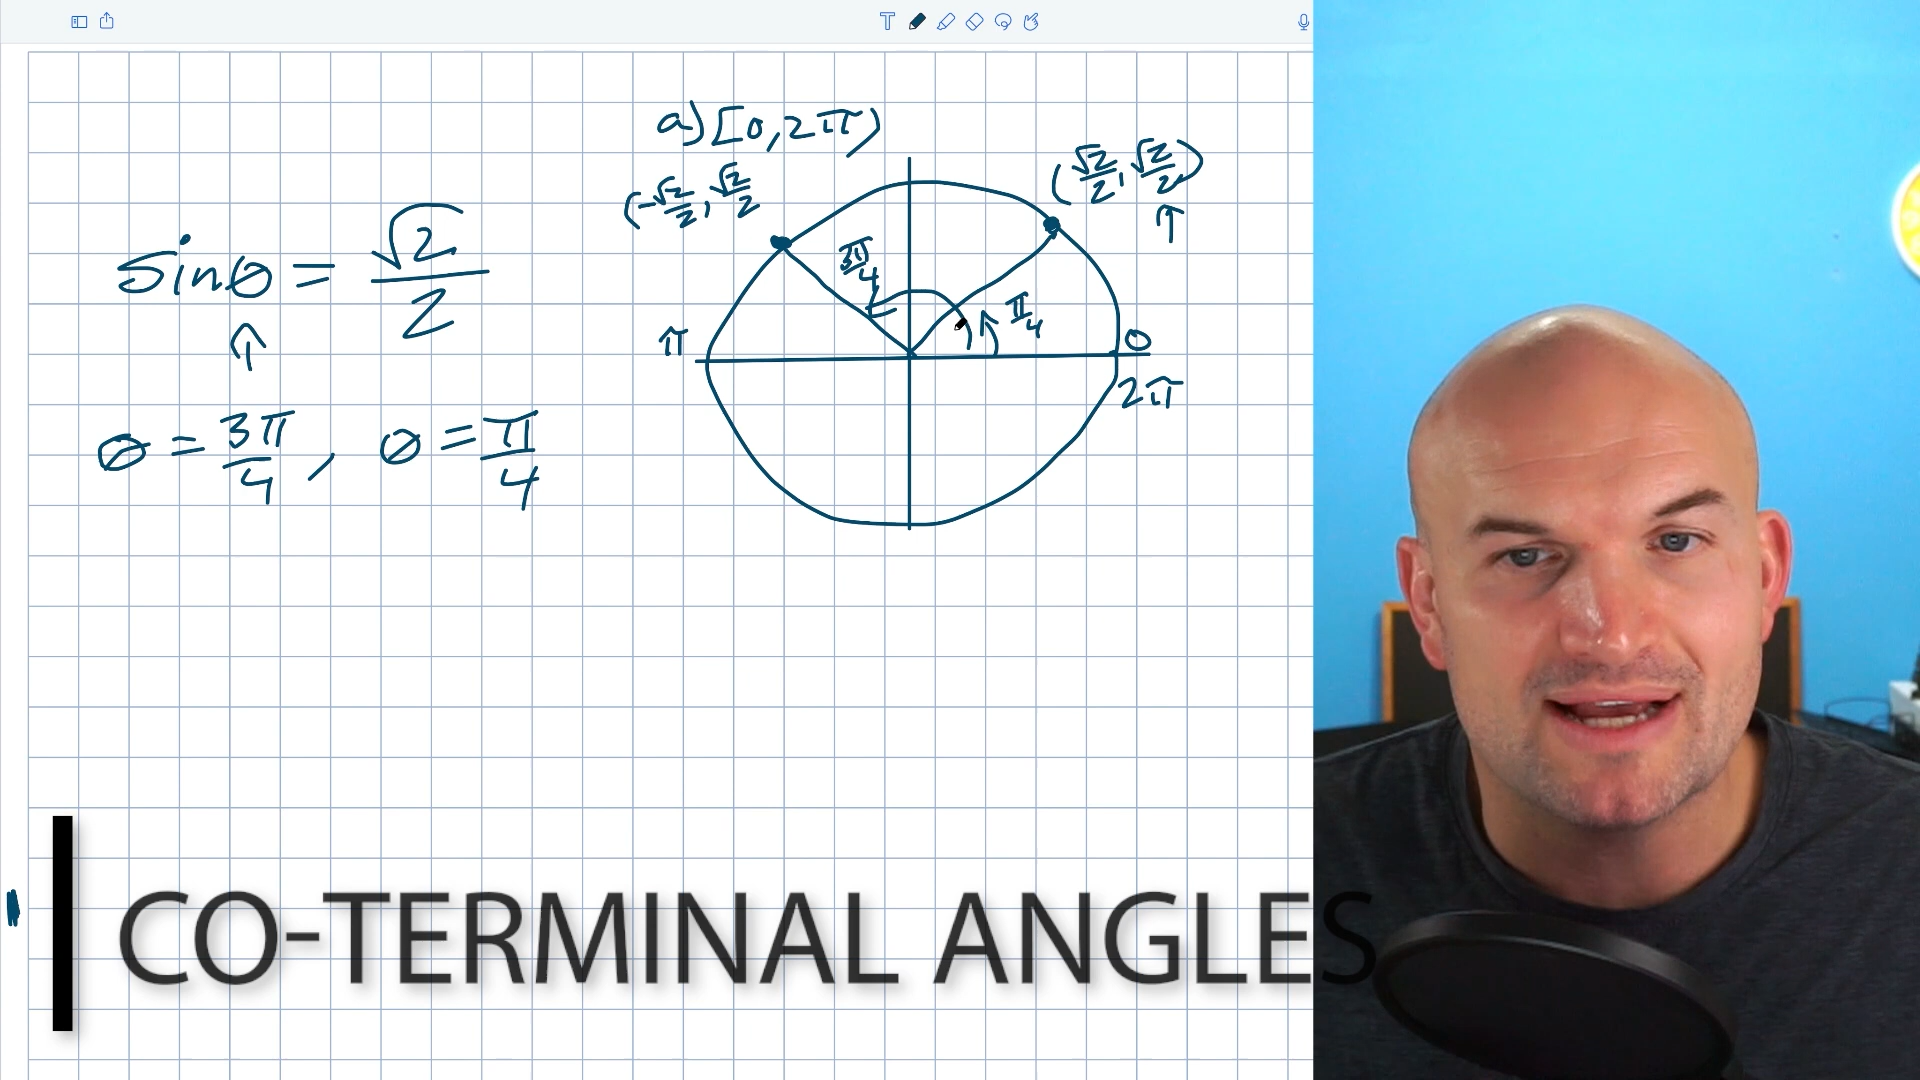 a) [0, 2π)
(-√2/2, √2/2
(√2/2, √2/2)
sinθ = √2/2
3π/4
π/4
π
0
2π
θ = 3π/4, θ = π/4
CO-TERMINAL ANGLES